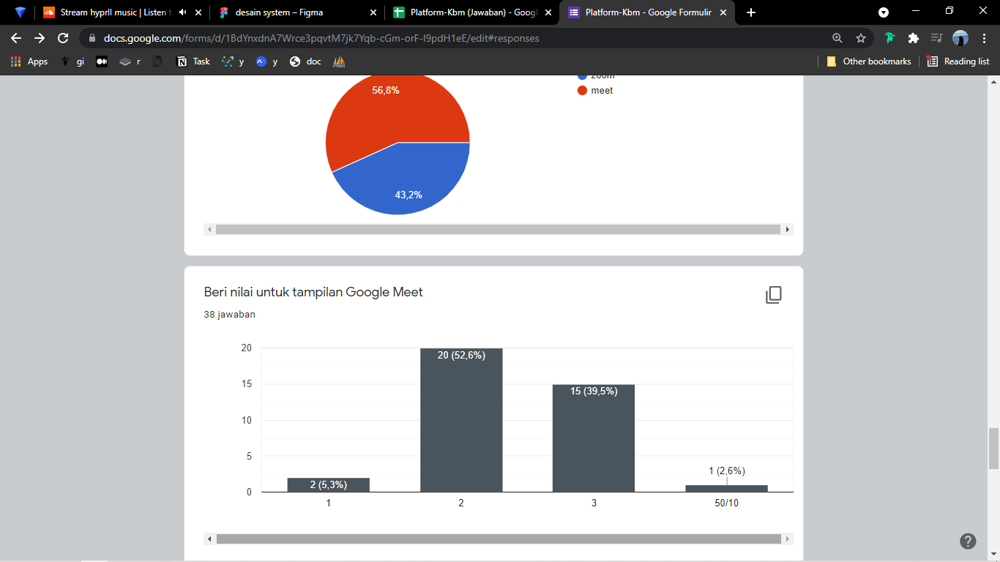 Stream hyprll music | Listen t
desain system – Figma
Platform-Kbm (Jawaban) - Googl
Platform-Kbm - Google Formulir
docs.google.com/forms/d/1BdYnxdnA7Wrce3pqvtM7jk7Yqb-cGm-orF-I9pdH1eE/edit#responses
Apps
gi
r
Task
y
y
doc
Other bookmarks
Reading list
zoom
meet
56,8%
43,2%
Beri nilai untuk tampilan Google Meet
38 jawaban
20
15
10
5
0
20 (52,6%)
15 (39,5%)
1 (2,6%)
2 (5,3%)
1
2
3
50/10